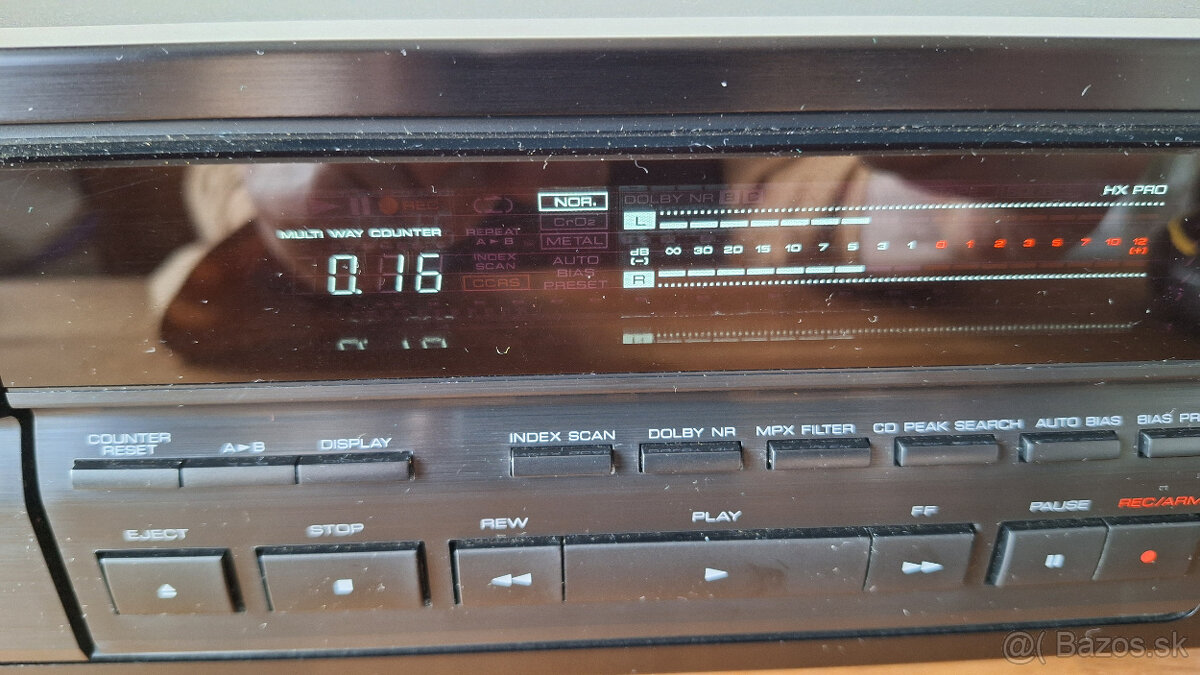 HX PRO
NOR.
DOLBY NR B C
CrO2
L
MULTI WAY COUNTER
REPEAT
A►B
METAL
dB ∞ 30 20 15 10 7 5 3 1 0 1 2 3 5 7 10 12
(-) (+)
INDEX
SCAN
AUTO
BIAS
PRESET
0.16
CCRS
R
COUNTER
RESET
A►B
DISPLAY
INDEX SCAN
DOLBY NR
MPX FILTER
CD PEAK SEARCH
AUTO BIAS
BIAS PR
EJECT
STOP
REW
PLAY
FF
PAUSE
REC/ARM
@( Bazos.sk